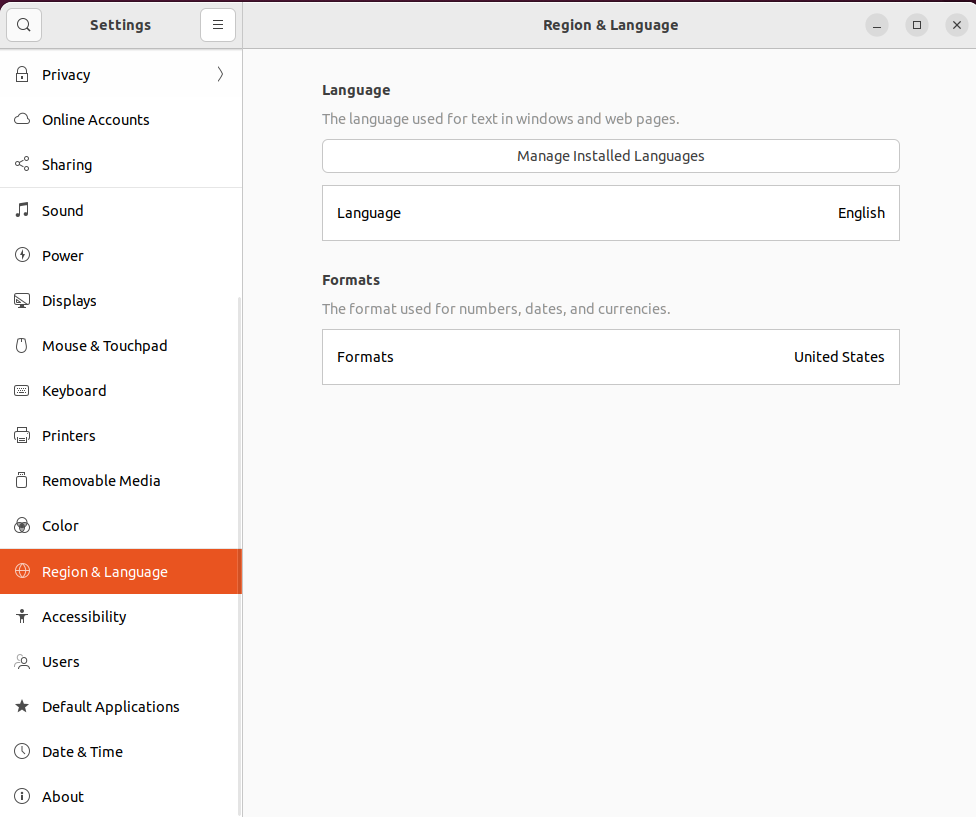 Settings
Region & Language
Privacy
Online Accounts
Sharing
Sound
Power
Displays
Mouse & Touchpad
Keyboard
Printers
Removable Media
Color
Region & Language
Accessibility
Users
Default Applications
Date & Time
About
Language
The language used for text in windows and web pages.
Manage Installed Languages
Language English
Formats
The format used for numbers, dates, and currencies.
Formats United States